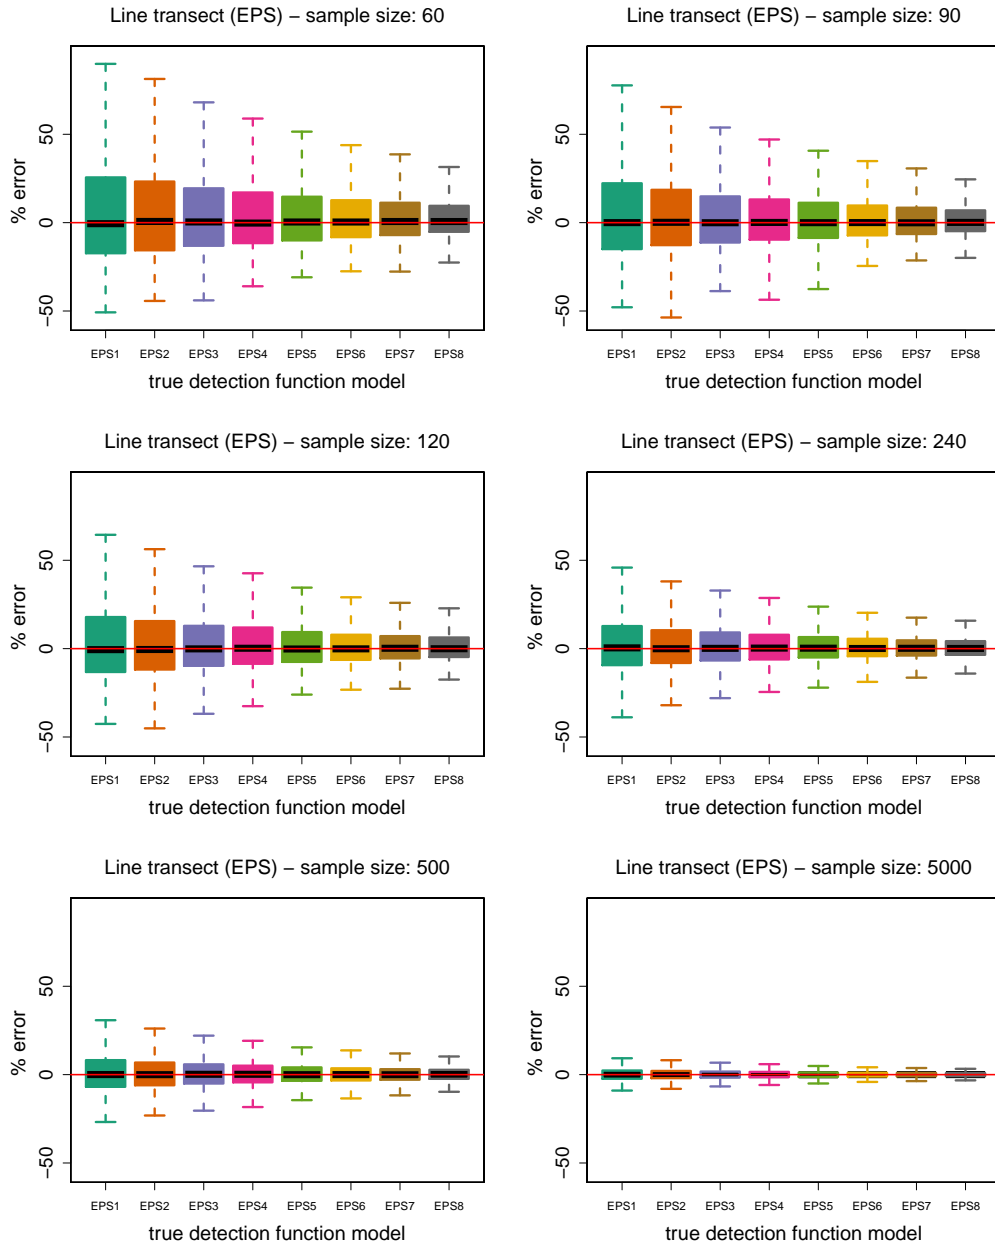 Line transect (EPS) – sample size: 60
% error
50
0
−50
EPS1 EPS2 EPS3 EPS4 EPS5 EPS6 EPS7 EPS8
true detection function model
Line transect (EPS) – sample size: 90
% error
50
0
−50
EPS1 EPS2 EPS3 EPS4 EPS5 EPS6 EPS7 EPS8
true detection function model
Line transect (EPS) – sample size: 120
% error
50
0
−50
EPS1 EPS2 EPS3 EPS4 EPS5 EPS6 EPS7 EPS8
true detection function model
Line transect (EPS) – sample size: 240
% error
50
0
−50
EPS1 EPS2 EPS3 EPS4 EPS5 EPS6 EPS7 EPS8
true detection function model
Line transect (EPS) – sample size: 500
% error
50
0
−50
EPS1 EPS2 EPS3 EPS4 EPS5 EPS6 EPS7 EPS8
true detection function model
Line transect (EPS) – sample size: 5000
% error
50
0
−50
EPS1 EPS2 EPS3 EPS4 EPS5 EPS6 EPS7 EPS8
true detection function model